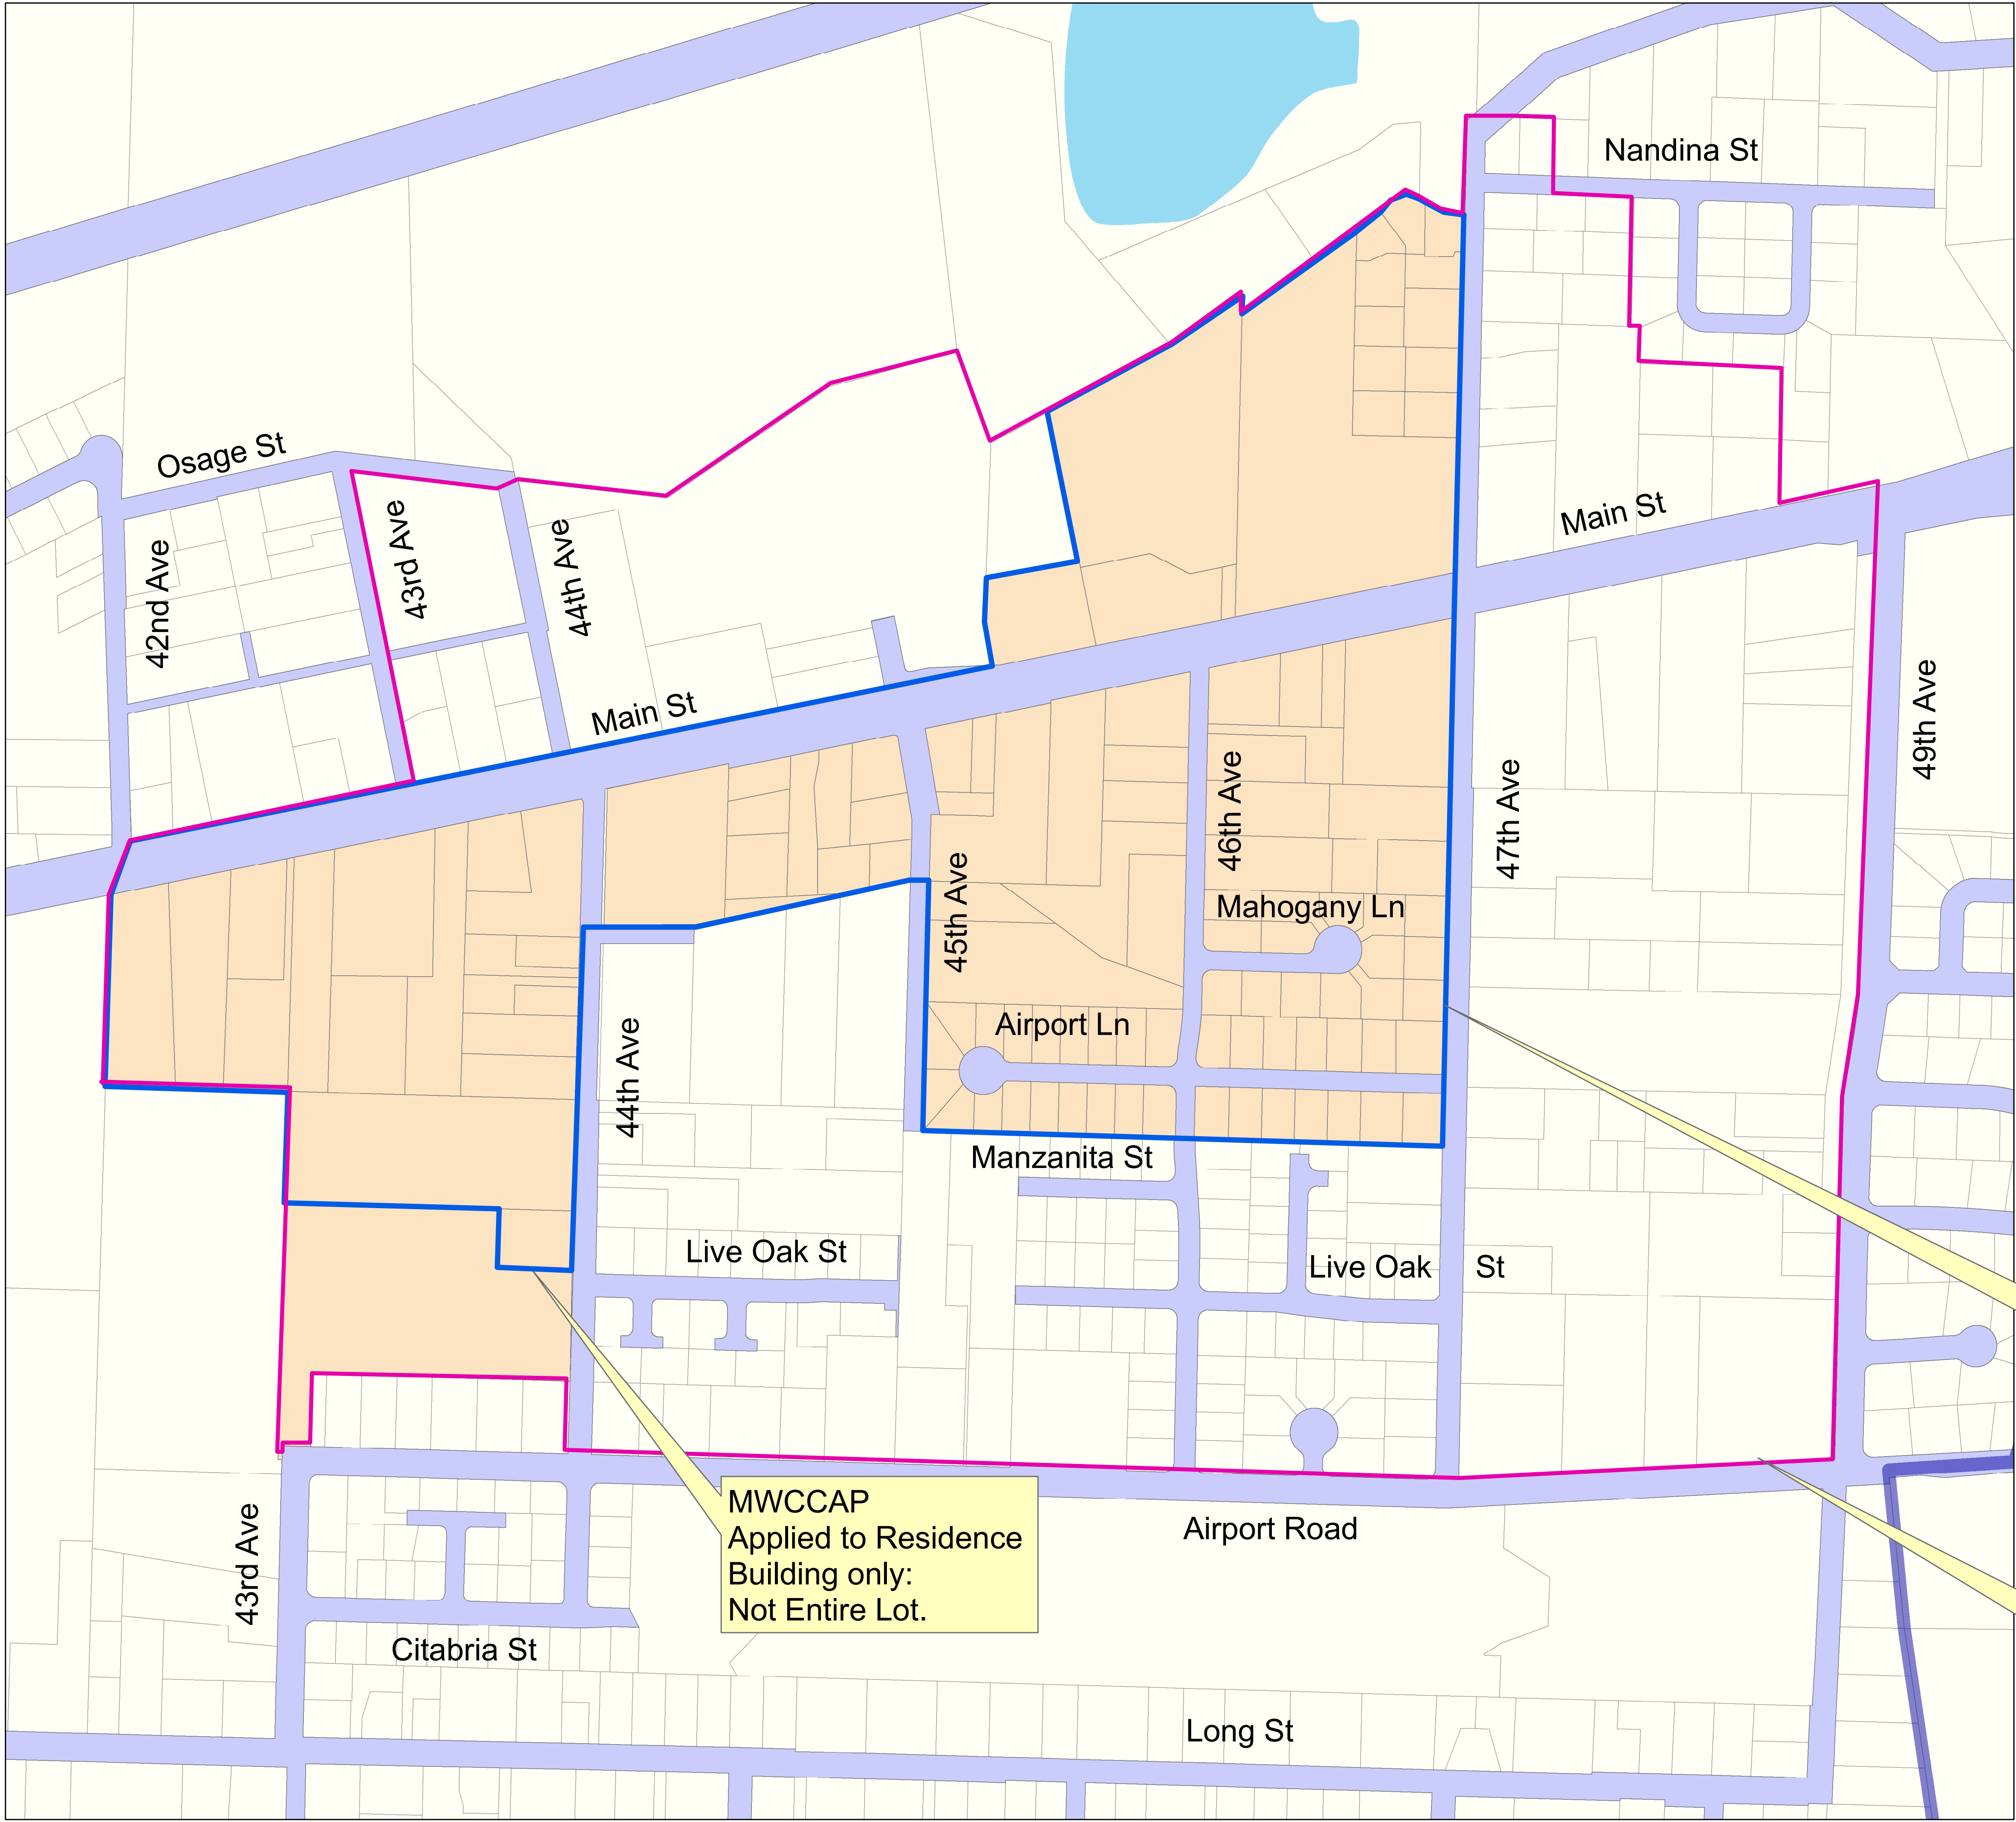 Nandina St
Osage St
43rd Ave
44th Ave
42nd Ave
Main St
Main St
49th Ave
46th Ave
47th Ave
45th Ave
Mahogany Ln
Airport Ln
44th Ave
Manzanita St
Live Oak St
Live Oak St
MWCCAP
Applied to Residence
Building only:
Not Entire Lot.
Airport Road
43rd Ave
Citabria St
Long St